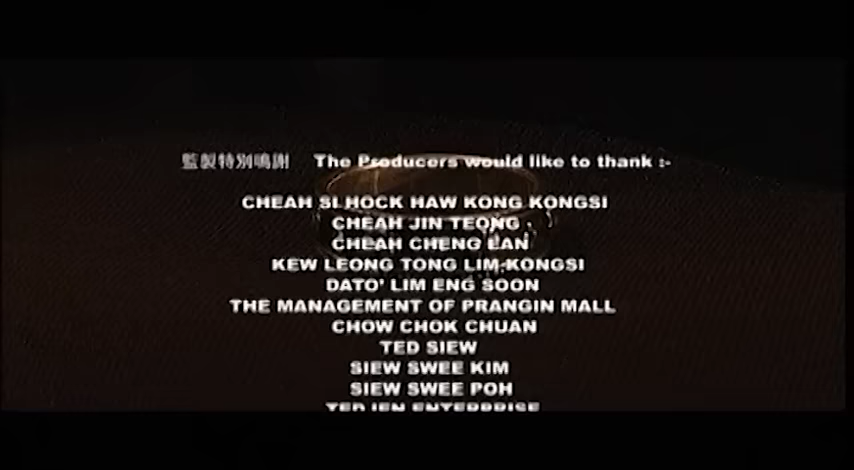 監製特別鳴謝 The Producers would like to thank :-
CHEAH SI HOCK HAW KONG KONGSI
CHEAH JIN TEONG
CHEAH CHENG EAN
KEW LEONG TONG LIM KONGSI
DATO' LIM ENG SOON
THE MANAGEMENT OF PRANGIN MALL
CHOW CHOK CHUAN
TED SIEW
SIEW SWEE KIM
SIEW SWEE POH
ENTERPRISE